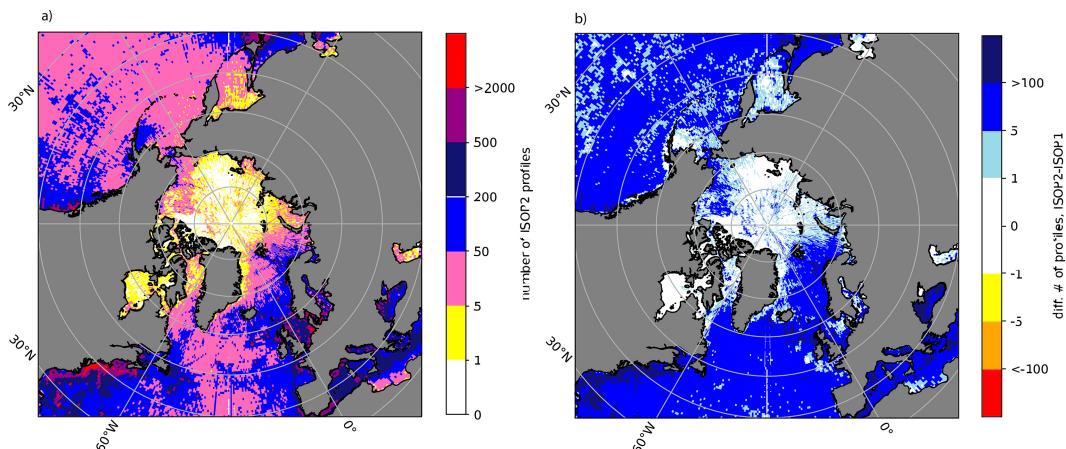 a)
b)
30°N
30°N
60°W
0°
>2000
500
200
50
5
1
0
number of ISOP2 profiles
30°N
30°N
60°W
0°
>100
5
1
0
-1
-5
<-100
diff. # of profiles, ISOP2-ISOP1